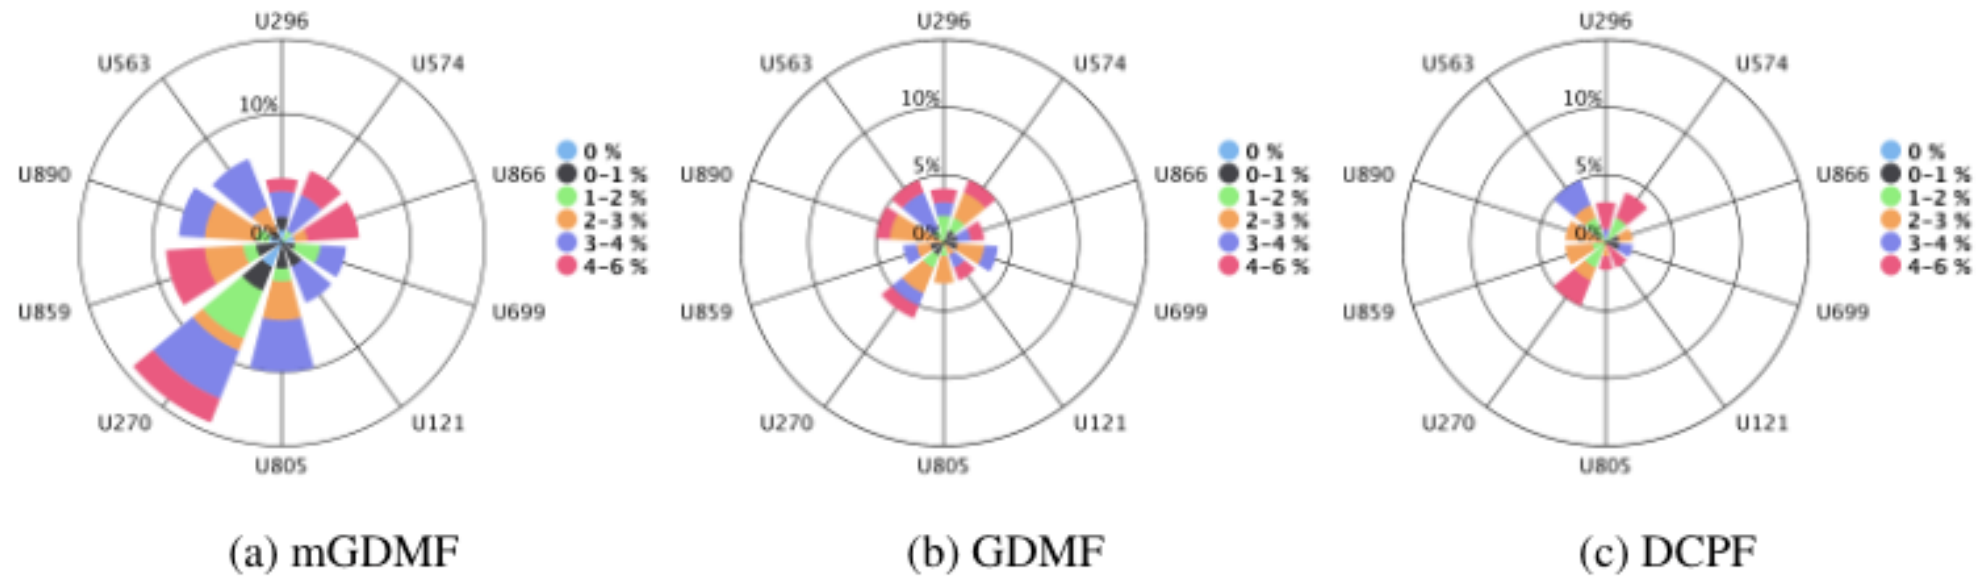 U296
U563
U574
10%
U890
U866
0%
U859
U699
U270
U121
U805
0 %
0-1 %
1-2 %
2-3 %
3-4 %
4-6 %
(a) mGDMF
U296
U563
U574
10%
5%
U890
U866
0%
U859
U699
U270
U121
U805
0 %
0-1 %
1-2 %
2-3 %
3-4 %
4-6 %
(b) GDMF
U296
U563
U574
10%
5%
U890
U866
0%
U859
U699
U270
U121
U805
0 %
0-1 %
1-2 %
2-3 %
3-4 %
4-6 %
(c) DCPF